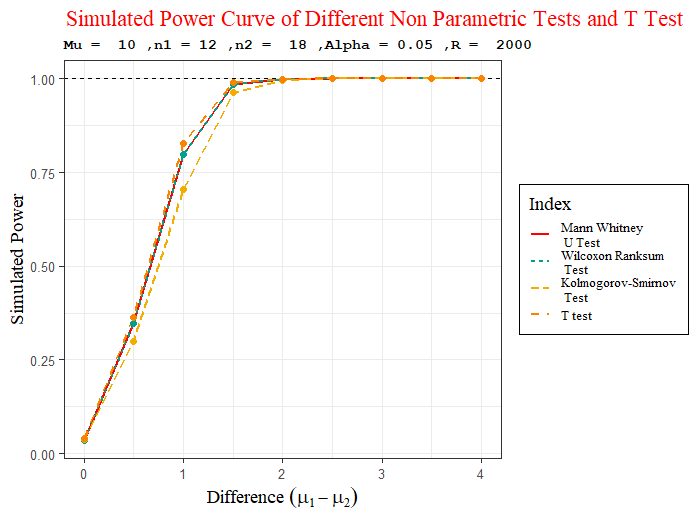 Simulated Power Curve of Different Non Parametric Tests and T Test
Mu =  10 ,n1 = 12 ,n2 =  18 ,Alpha = 0.05 ,R =  2000
1.00
0.75
0.50
0.25
0.00
Simulated Power
0 1 2 3 4
Difference (μ1 − μ2)
Index
Mann Whitney
U Test
Wilcoxon Ranksum
Test
Kolmogorov-Smirnov
Test
T test